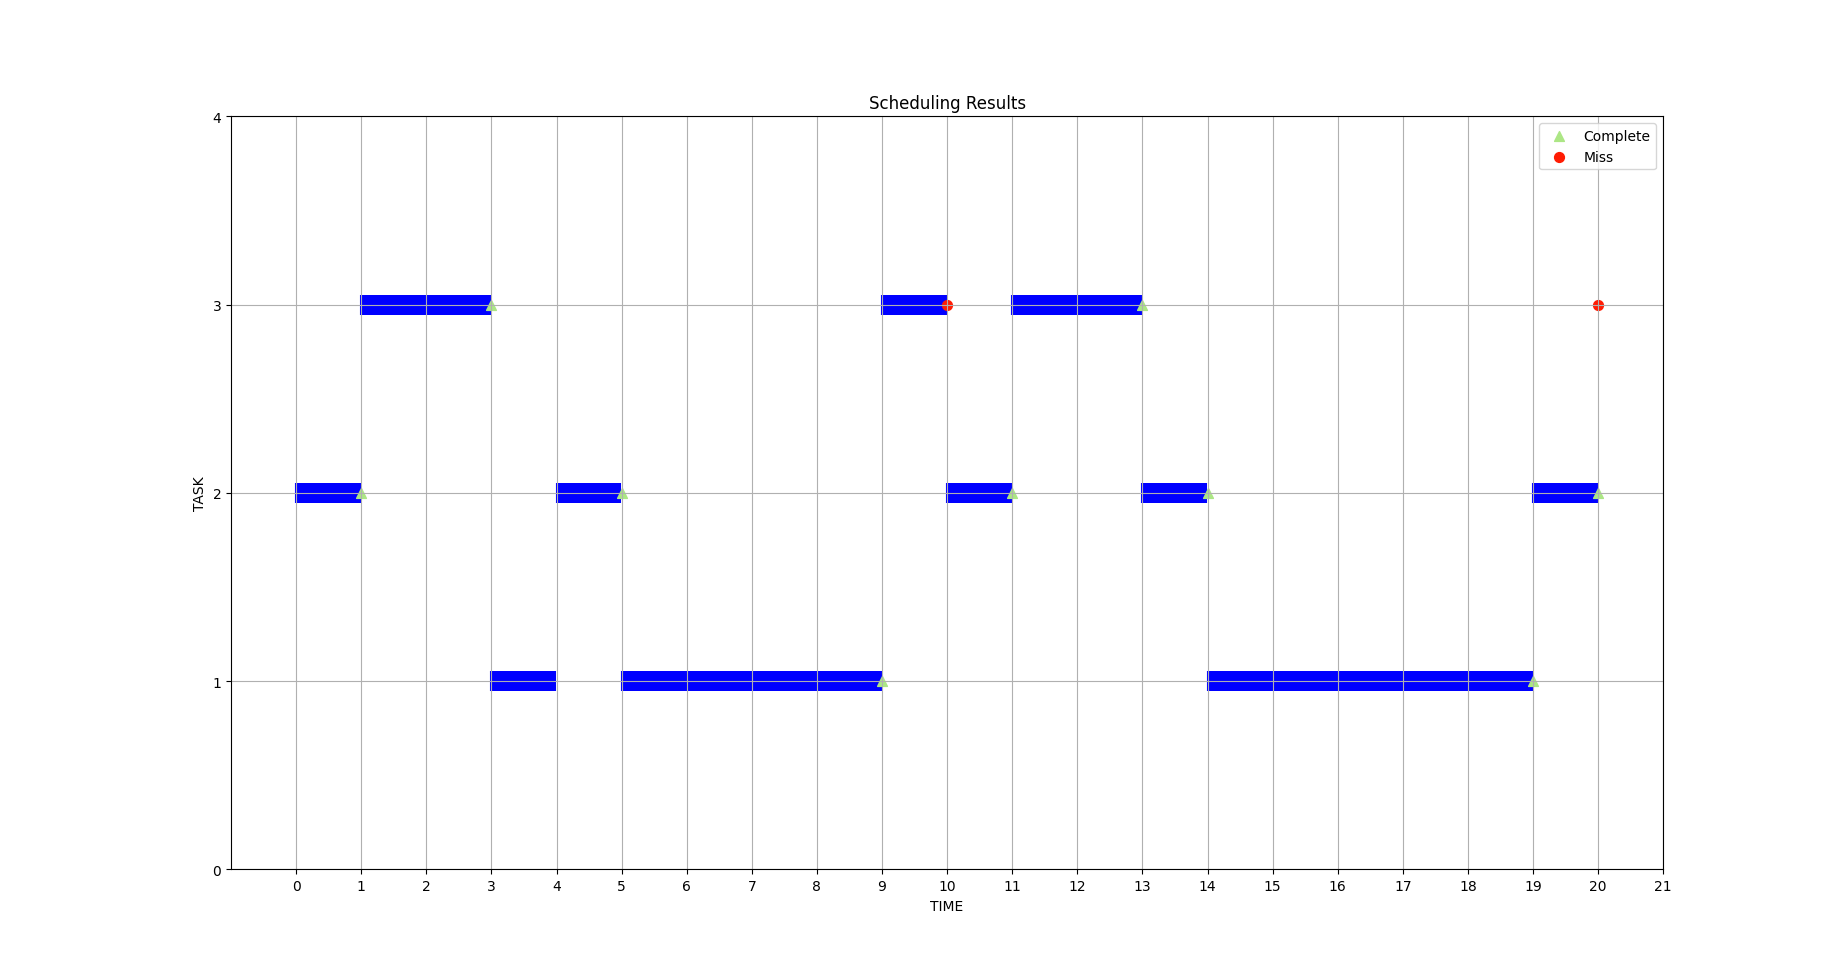 Scheduling Results
Complete
Miss
4
3
2
1
0
TASK
0 1 2 3 4 5 6 7 8 9 10 11 12 13 14 15 16 17 18 19 20 21
TIME